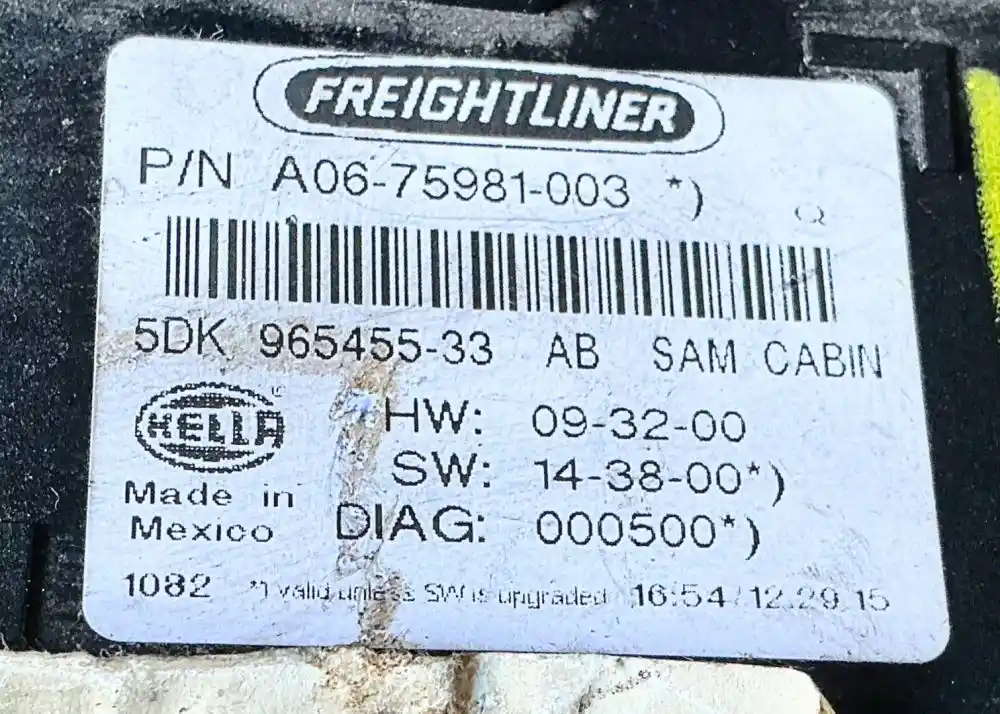 FREIGHTLINER
P/N A06-75981-003 *)
Q
5DK 965455-33 AB SAM CABIN
HELLA
HW: 09-32-00
SW: 14-38-00*)
Made in
Mexico
DIAG: 000500*)
1082 *) valid unless SW is upgraded 16:54/12.29.15